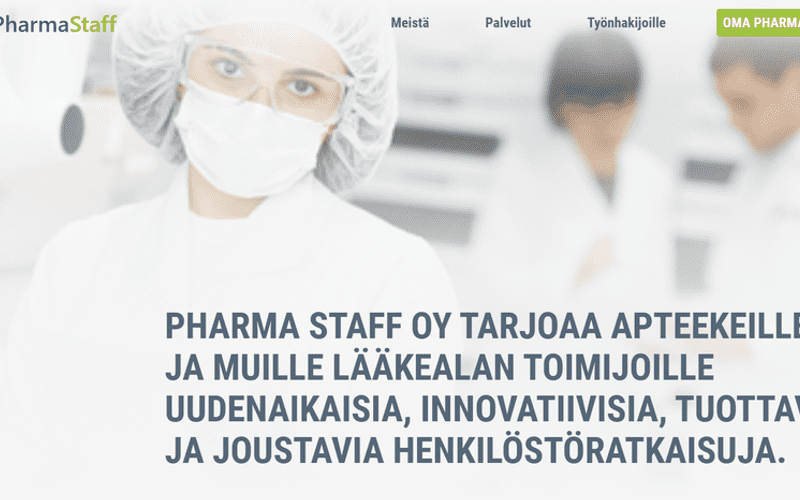 PharmaStaff
Meistä Palvelut Työnhakijoille OMA PHARMA
PHARMA STAFF OY TARJOAA APTEEKEILLE
JA MUILLE LÄÄKEALAN TOIMIJOILLE
UUDENAIKAISIA, INNOVATIIVISIA, TUOTTAV
JA JOUSTAVIA HENKILÖSTÖRATKAISUJA.